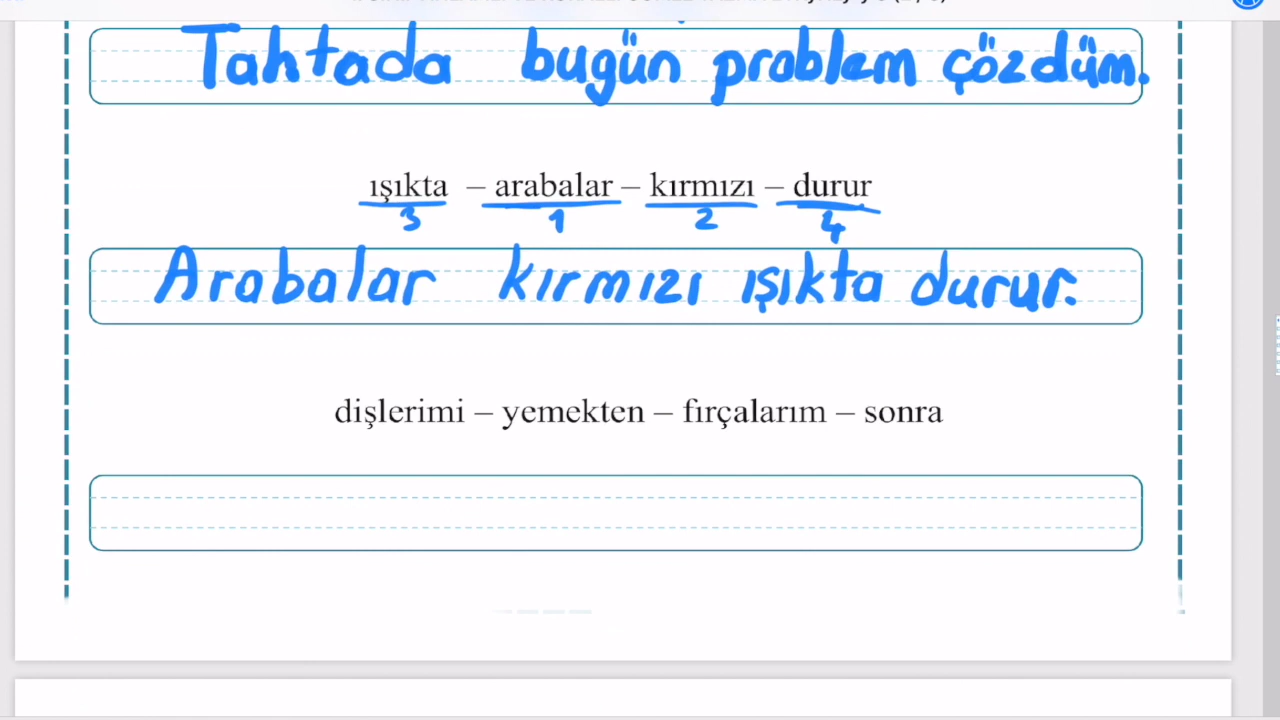 Tahtada bugün problem çözdüm.
ışıkta – arabalar – kırmızı – durur
3 1 2 4
Arabalar kırmızı ışıkta durur.
dişlerimi – yemekten – fırçalarım – sonra